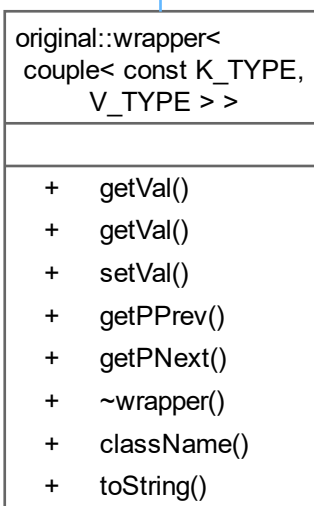 original::wrapper<
couple< const K_TYPE,
V_TYPE > >
+ getVal()
+ getVal()
+ setVal()
+ getPPrev()
+ getPNext()
+ ~wrapper()
+ className()
+ toString()